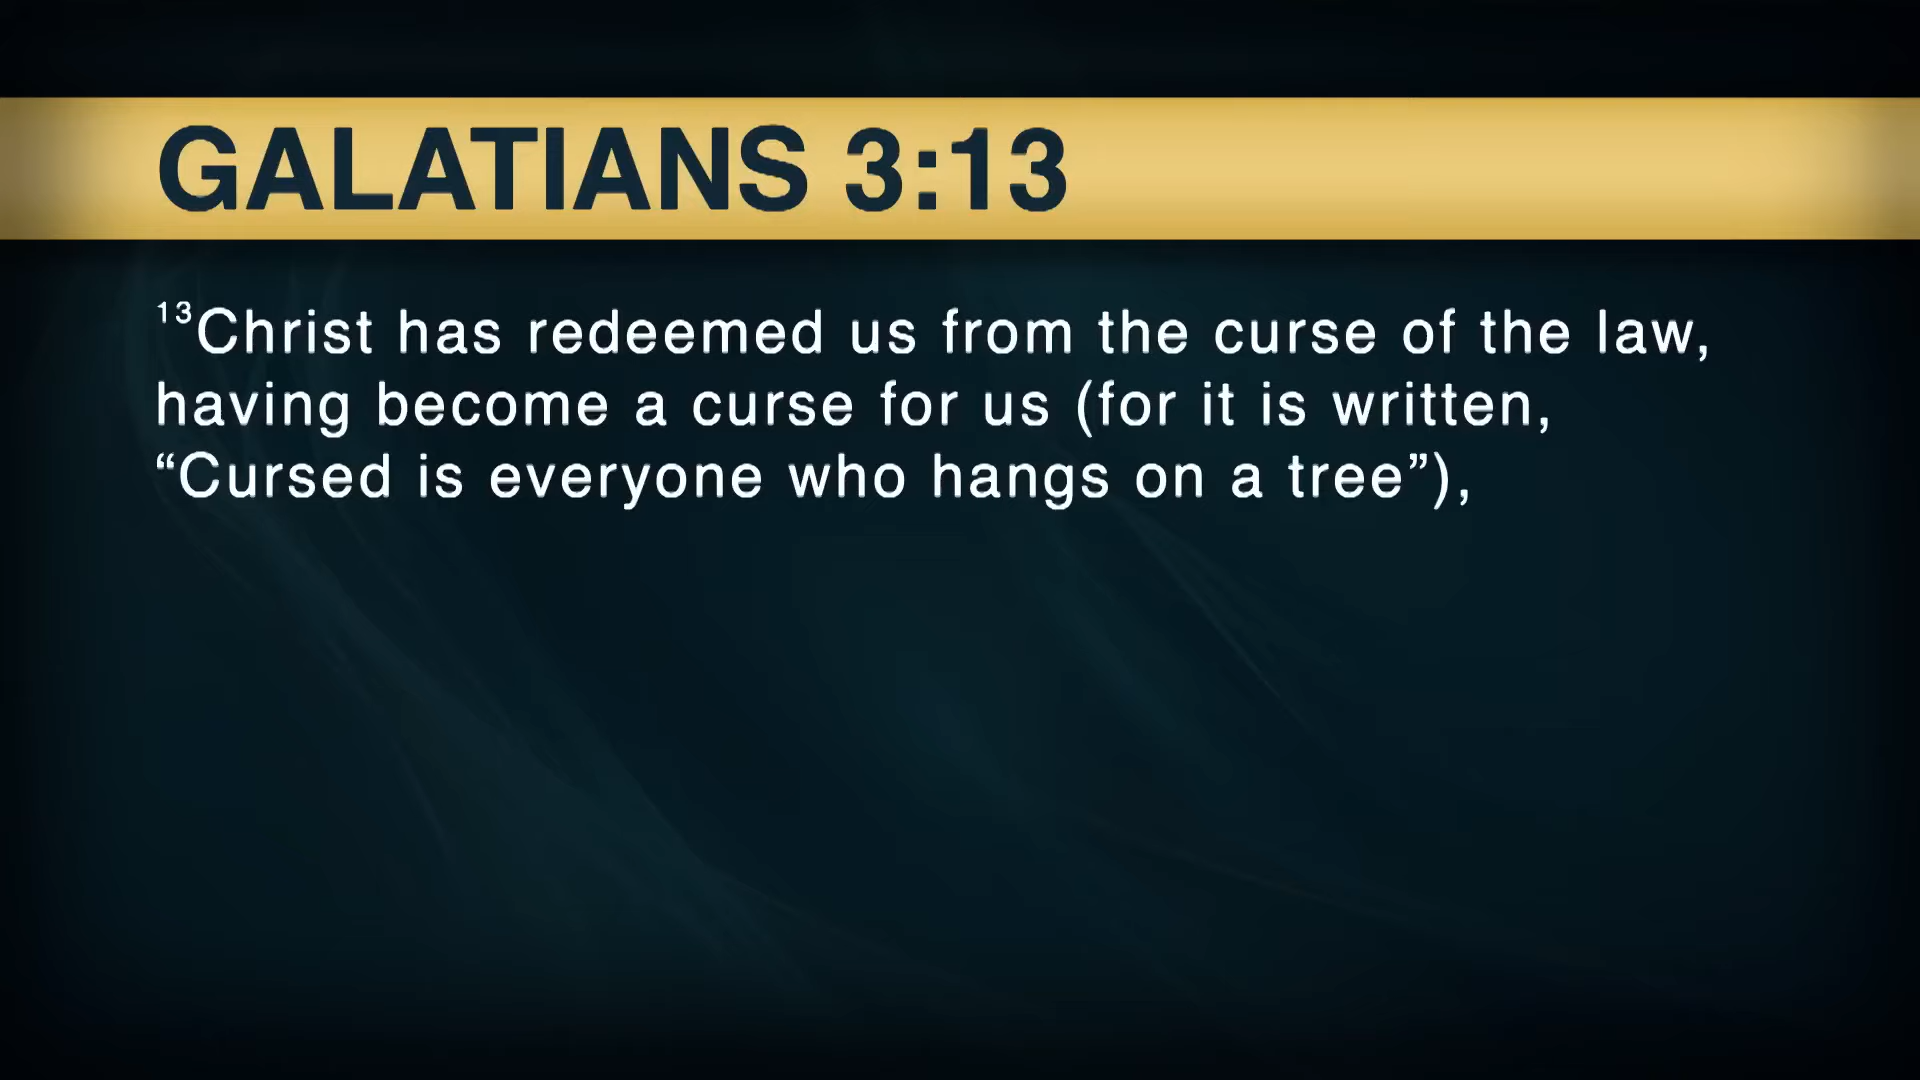 GALATIANS 3:13
¹³Christ has redeemed us from the curse of the law,
having become a curse for us (for it is written,
“Cursed is everyone who hangs on a tree”),